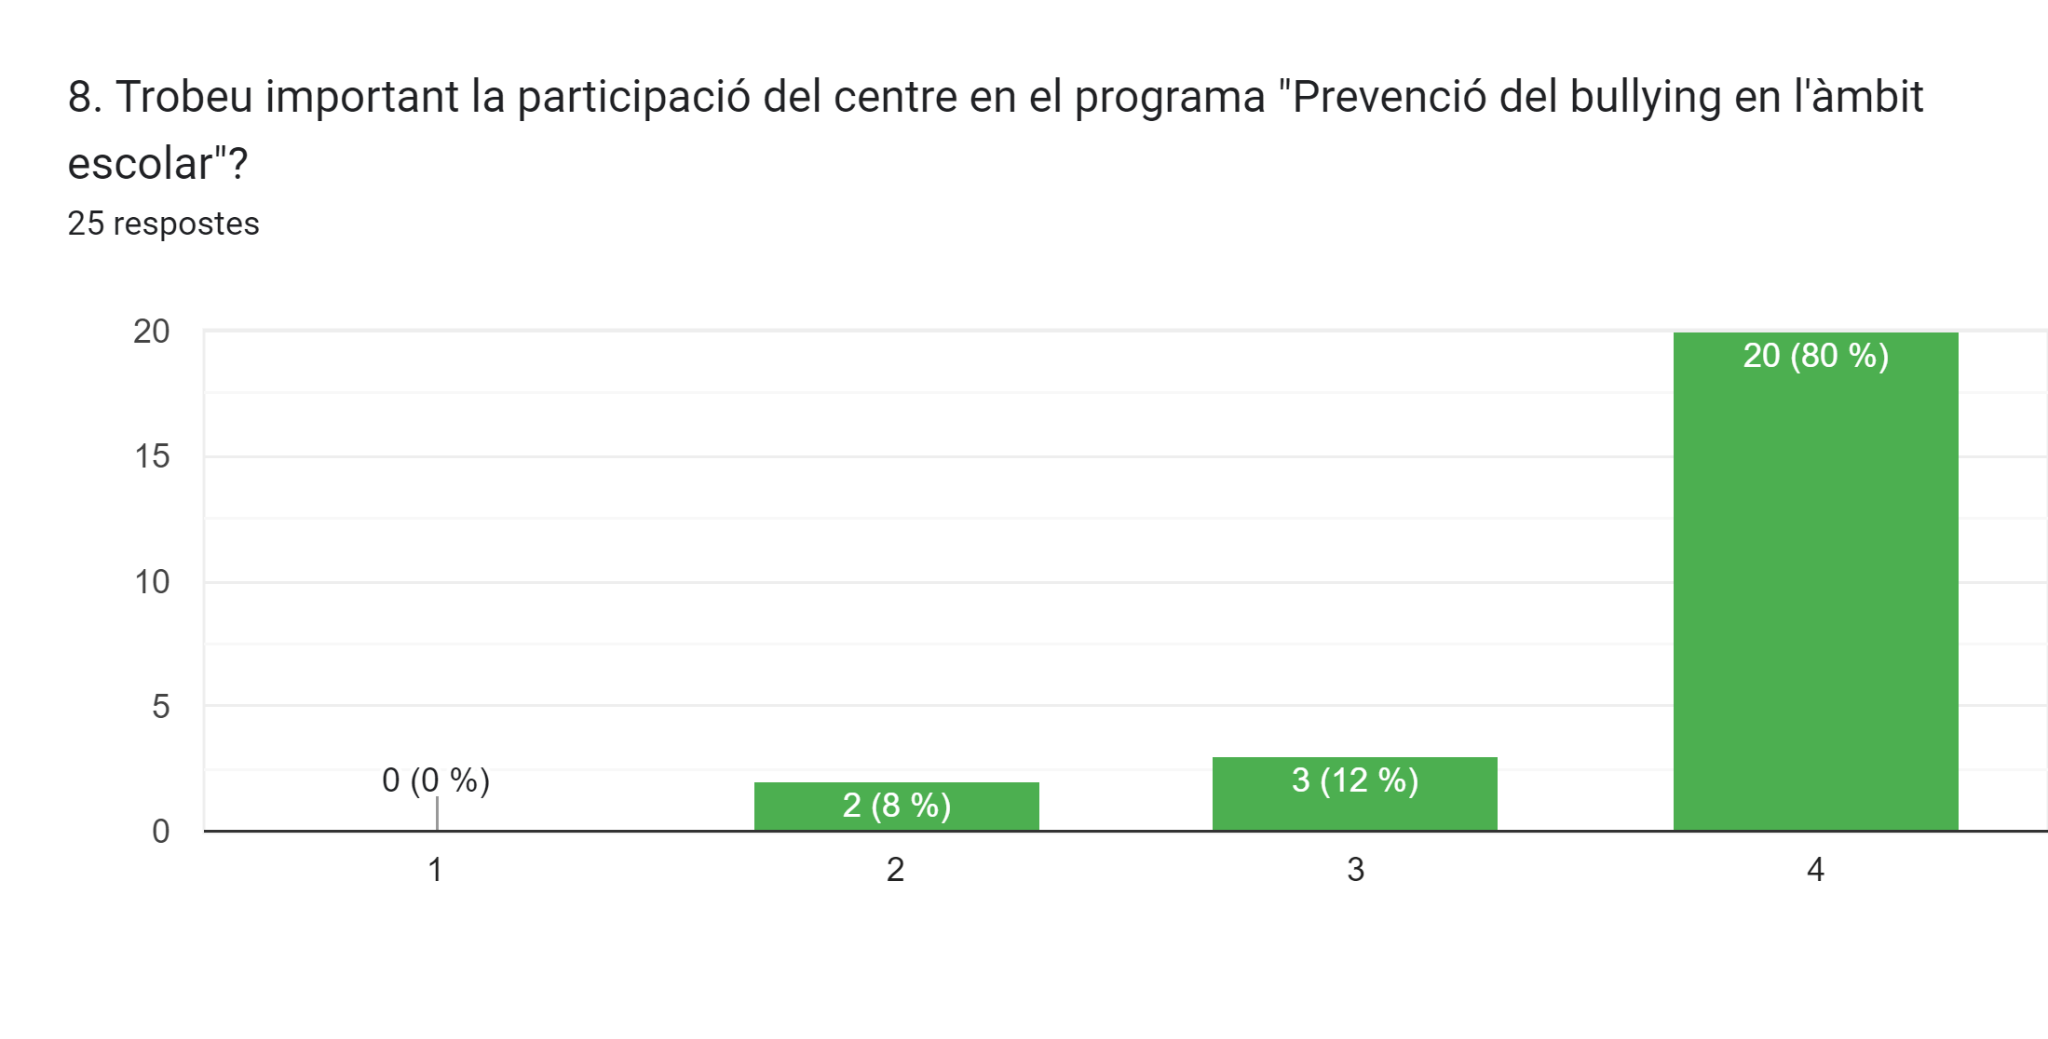 8. Trobeu important la participació del centre en el programa "Prevenció del bullying en l'àmbit
escolar"?
25 respostes
20
15
10
5
0
0 (0 %)
2 (8 %)
3 (12 %)
20 (80 %)
1
2
3
4